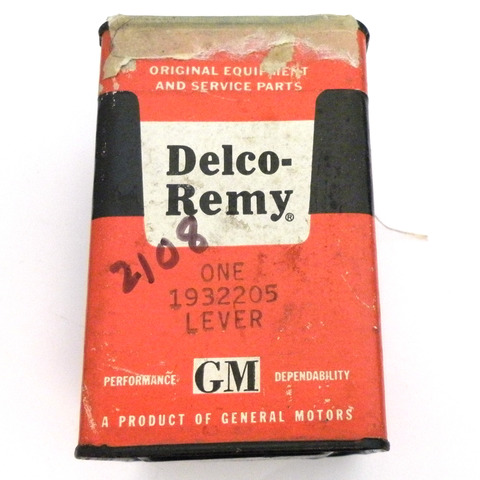 ORIGINAL EQUIPMENT
AND SERVICE PARTS
Delco-
Remy®
2108
ONE
1932205
LEVER
PERFORMANCE GM DEPENDABILITY
A PRODUCT OF GENERAL MOTORS